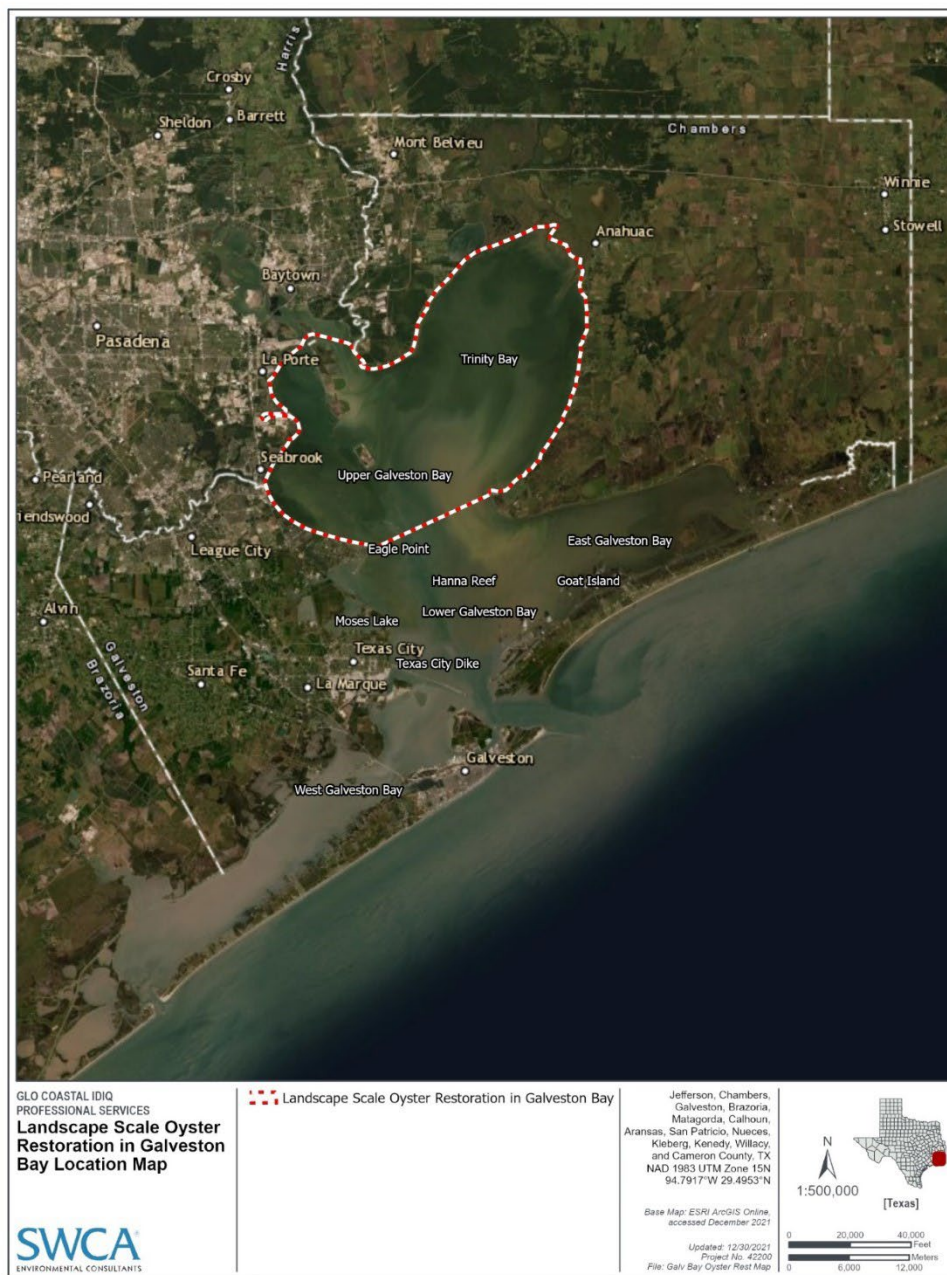 Harris
Crosby
Barrett
Sheldon
Chambers
Mont Belvieu
Winnie
Stowell
Anahuac
Baytown
Pasadena
Trinity Bay
La Porte
Seabrook
Upper Galveston Bay
Pearland
riendswood
League City
Eagle Point
East Galveston Bay
Hanna Reef
Goat Island
Alvin
Moses Lake
Lower Galveston Bay
Texas City
Texas City Dike
Santa Fe
La Marque
Galveston
Brazoria
Galveston
West Galveston Bay
GLO COASTAL IDIQ
PROFESSIONAL SERVICES
Landscape Scale Oyster
Restoration in Galveston
Bay Location Map
SWCA
ENVIRONMENTAL CONSULTANTS
Landscape Scale Oyster Restoration in Galveston Bay
Jefferson, Chambers,
Galveston, Brazoria,
Matagorda, Calhoun,
Aransas, San Patricio, Nueces,
Kleberg, Kenedy, Willacy,
and Cameron County, TX
NAD 1983 UTM Zone 15N
94.7917°W 29.4953°N
Base Map: ESRI ArcGIS Online,
accessed December 2021
Updated: 12/30/2021
Project No. 42200
File: Galv Bay Oyster Rest Map
N
1:500,000
[Texas]
0 20,000 40,000
Feet
Meters
0 6,000 12,000